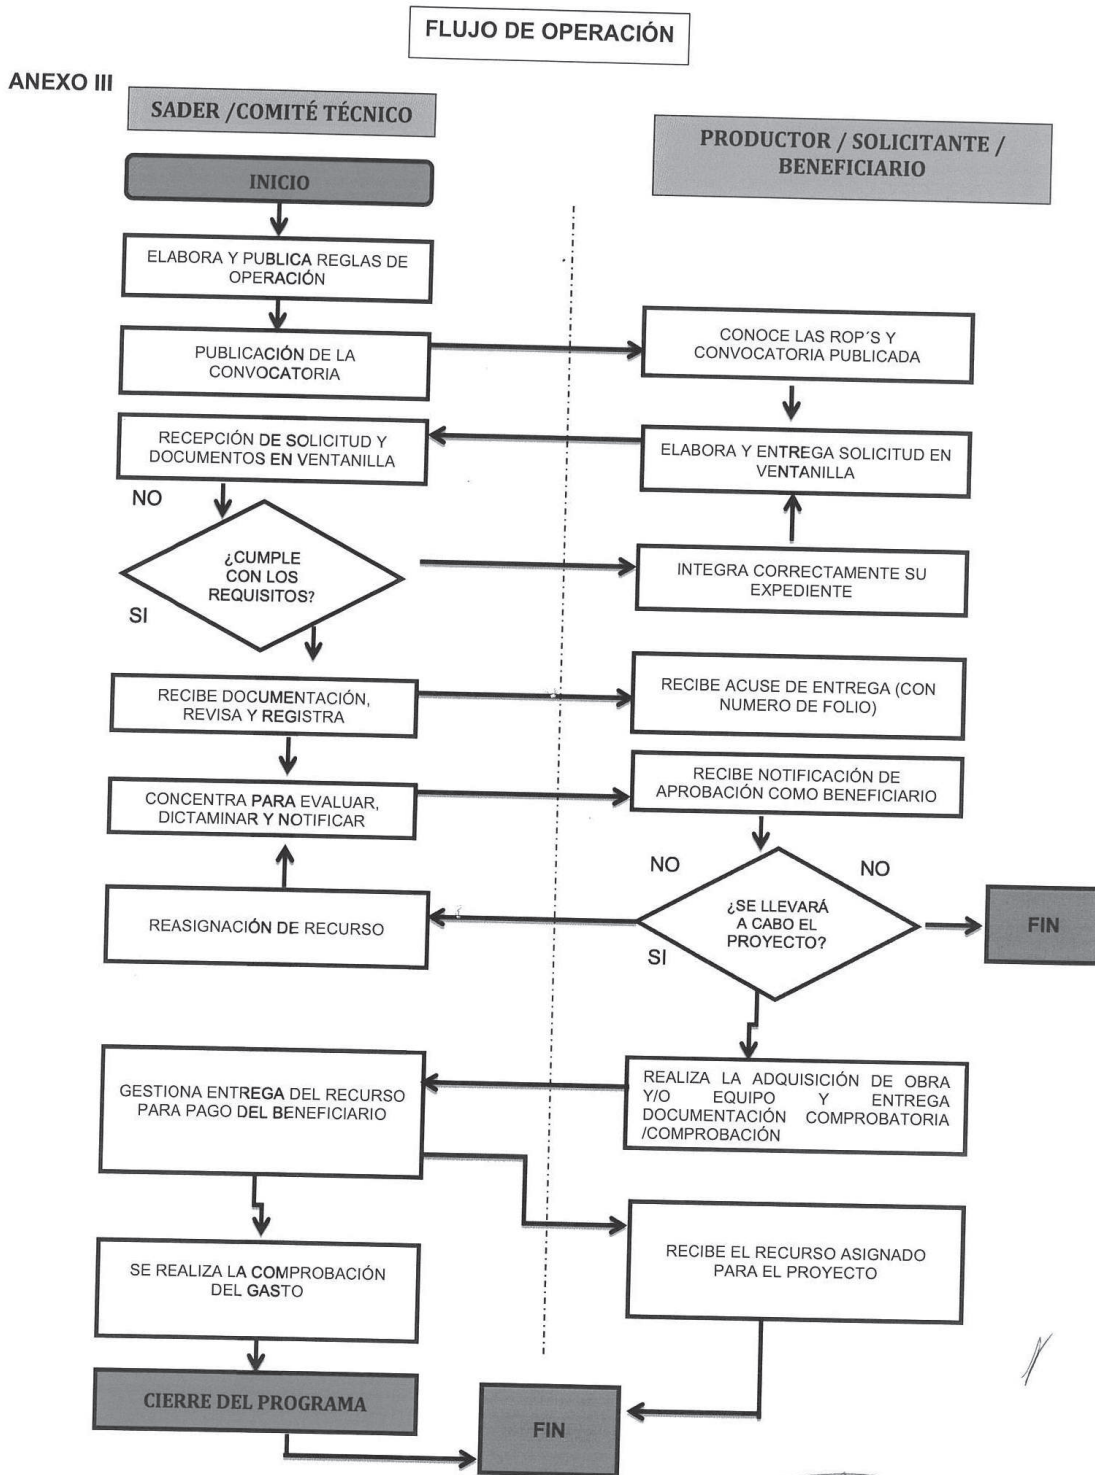 FLUJO DE OPERACIÓN
ANEXO III
SADER /COMITÉ TÉCNICO
PRODUCTOR / SOLICITANTE /
BENEFICIARIO
INICIO
ELABORA Y PUBLICA REGLAS DE
OPERACIÓN
PUBLICACIÓN DE LA
CONVOCATORIA
CONOCE LAS ROP´S Y
CONVOCATORIA PUBLICADA
RECEPCIÓN DE SOLICITUD Y
DOCUMENTOS EN VENTANILLA
ELABORA Y ENTREGA SOLICITUD EN
VENTANILLA
NO
¿CUMPLE
CON LOS
REQUISITOS?
SI
INTEGRA CORRECTAMENTE SU
EXPEDIENTE
RECIBE DOCUMENTACIÓN,
REVISA Y REGISTRA
RECIBE ACUSE DE ENTREGA (CON
NUMERO DE FOLIO)
CONCENTRA PARA EVALUAR,
DICTAMINAR Y NOTIFICAR
RECIBE NOTIFICACIÓN DE
APROBACIÓN COMO BENEFICIARIO
NO
NO
REASIGNACIÓN DE RECURSO
¿SE LLEVARÁ
A CABO EL
PROYECTO?
SI
FIN
GESTIONA ENTREGA DEL RECURSO
PARA PAGO DEL BENEFICIARIO
REALIZA LA ADQUISICIÓN DE OBRA
Y/O EQUIPO Y ENTREGA
DOCUMENTACIÓN COMPROBATORIA
/COMPROBACIÓN
SE REALIZA LA COMPROBACIÓN
DEL GASTO
RECIBE EL RECURSO ASIGNADO
PARA EL PROYECTO
CIERRE DEL PROGRAMA
FIN